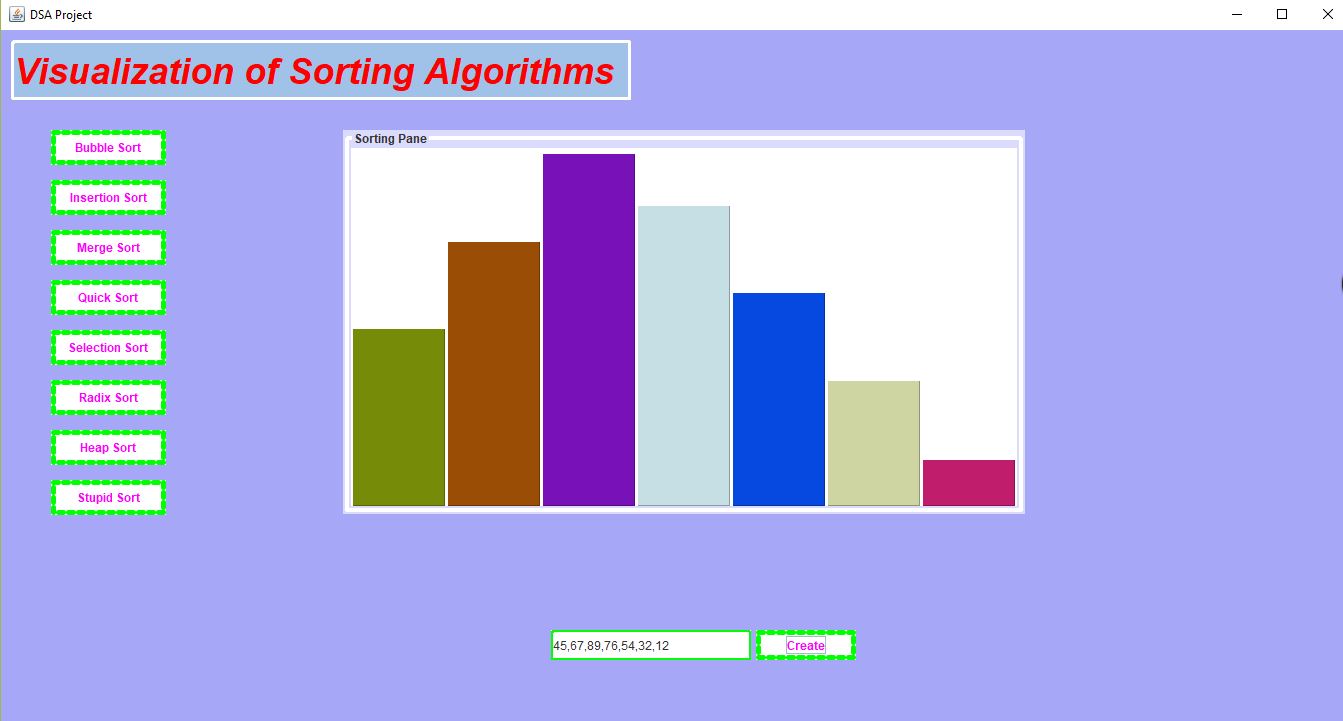 DSA Project
Visualization of Sorting Algorithms
Bubble Sort
Insertion Sort
Merge Sort
Quick Sort
Selection Sort
Radix Sort
Heap Sort
Stupid Sort
Sorting Pane
45,67,89,76,54,32,12
Create